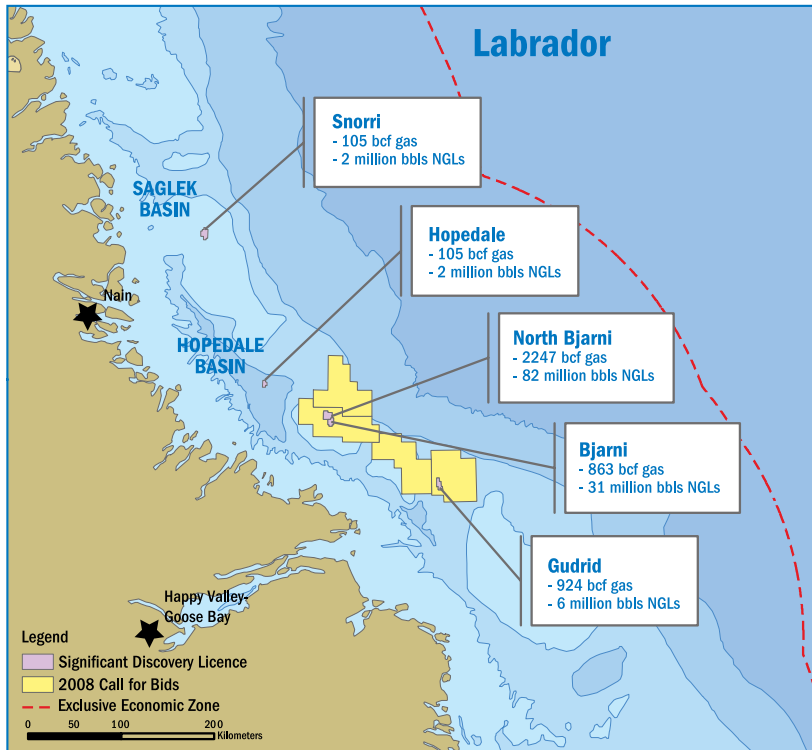 Labrador
Snorri
- 105 bcf gas
- 2 million bbls NGLs
SAGLEK
BASIN
Hopedale
- 105 bcf gas
- 2 million bbls NGLs
Nain
HOPEDALE
BASIN
North Bjarni
- 2247 bcf gas
- 82 million bbls NGLs
Bjarni
- 863 bcf gas
- 31 million bbls NGLs
Gudrid
- 924 bcf gas
- 6 million bbls NGLs
Happy Valley-
Goose Bay
Legend
Significant Discovery Licence
2008 Call for Bids
Exclusive Economic Zone
0 50 100 200
Kilometers